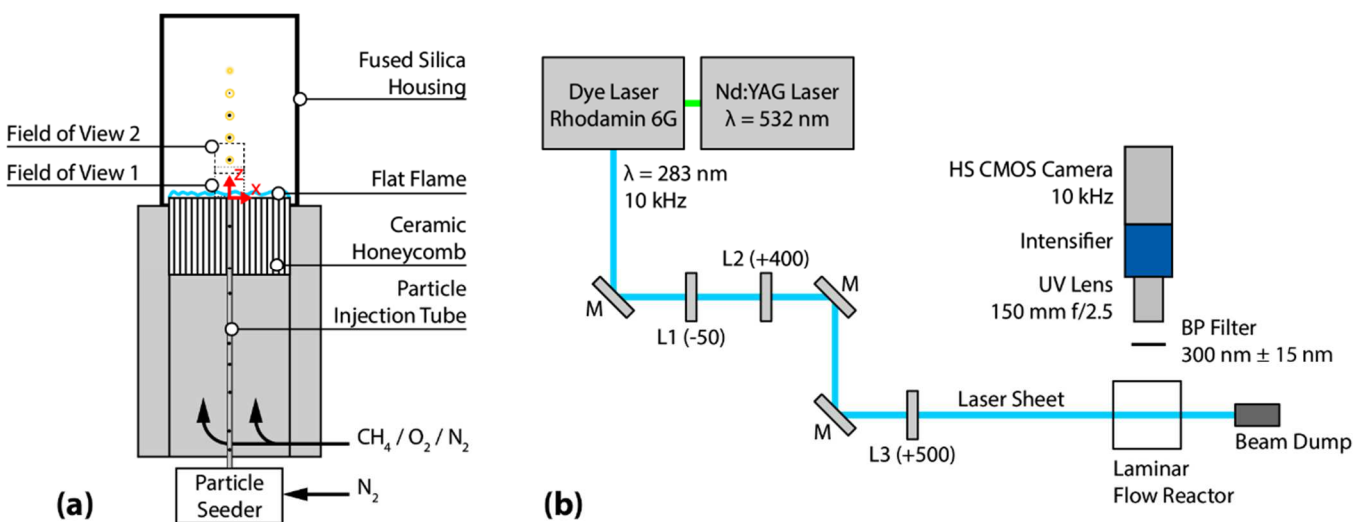 Fused Silica
Housing
Field of View 2
Field of View 1
z
x
Flat Flame
Ceramic
Honeycomb
Particle
Injection Tube
CH4 / O2 / N2
Particle
Seeder
N2
(a)
Dye Laser
Rhodamin 6G
Nd:YAG Laser
λ = 532 nm
λ = 283 nm
10 kHz
M
L1 (-50)
L2 (+400)
M
M
L3 (+500)
Laser Sheet
HS CMOS Camera
10 kHz
Intensifier
UV Lens
150 mm f/2.5
BP Filter
300 nm ± 15 nm
Beam Dump
Laminar
Flow Reactor
(b)